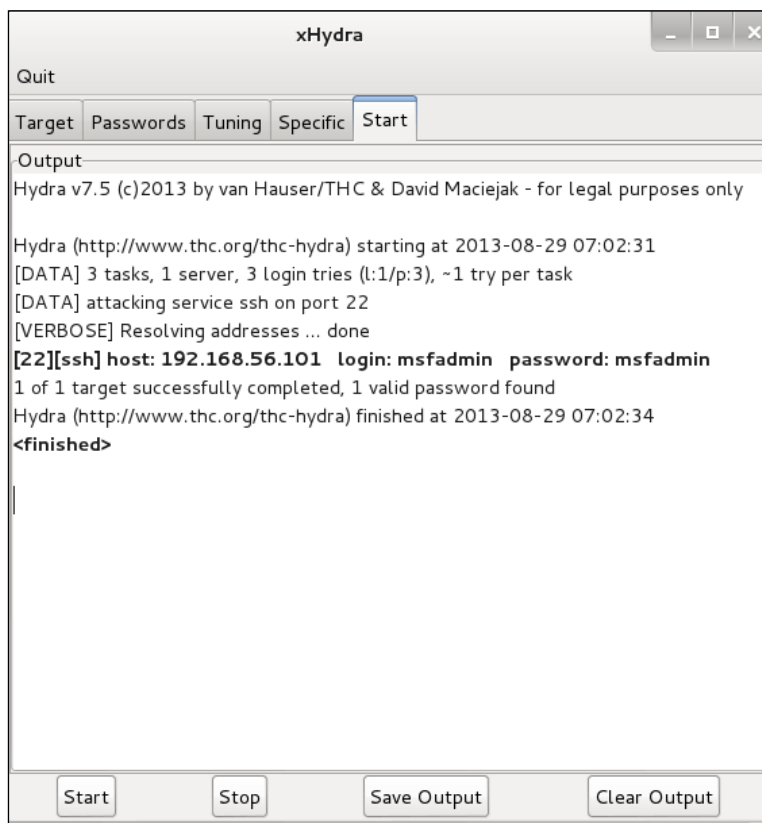 xHydra
Quit
Target Passwords Tuning Specific Start
Output
Hydra v7.5 (c)2013 by van Hauser/THC & David Maciejak - for legal purposes only
Hydra (http://www.thc.org/thc-hydra) starting at 2013-08-29 07:02:31
[DATA] 3 tasks, 1 server, 3 login tries (l:1/p:3), ~1 try per task
[DATA] attacking service ssh on port 22
[VERBOSE] Resolving addresses ... done
[22][ssh] host: 192.168.56.101   login: msfadmin   password: msfadmin
1 of 1 target successfully completed, 1 valid password found
Hydra (http://www.thc.org/thc-hydra) finished at 2013-08-29 07:02:34
<finished>
Start Stop Save Output Clear Output